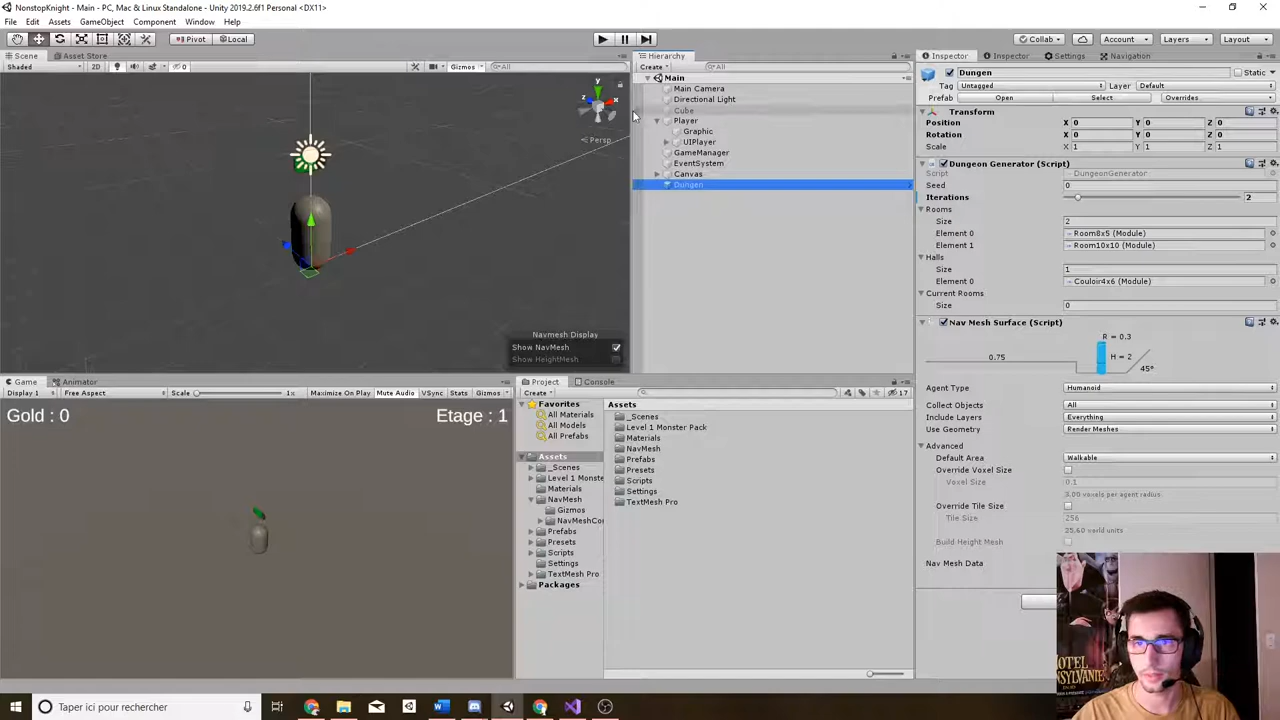 NonstopKnight - Main - PC, Mac & Linux Standalone - Unity 2019.2.6f1 Personal <DX11>
File Edit Assets GameObject Component Window Help
Pivot Local Collab Account Layers Layout
Scene Asset Store
Shaded 2D 0 Gizmos All
Persp
Navmesh Display
Show NavMesh
Show HeightMesh
Hierarchy
Create All
Main
Main Camera
Directional Light
Cube
Player
Graphic
UIPlayer
GameManager
EventSystem
Canvas
Dungen
Inspector Inspector Settings Navigation
Dungen Static
Tag Untagged Layer Default
Prefab Open Select Overrides
Transform
Position X 0 Y 0 Z 0
Rotation X 0 Y 0 Z 0
Scale X 1 Y 1 Z 1
Dungeon Generator (Script)
Script DungeonGenerator
Seed 0
Iterations 2
Rooms
Size 2
Element 0 Room8x5 (Module)
Element 1 Room10x10 (Module)
Halls
Size 1
Element 0 Couloir4x6 (Module)
Current Rooms
Size 0
Nav Mesh Surface (Script)
R = 0.3
0.75 H = 2
45°
Agent Type Humanoid
Collect Objects All
Include Layers Everything
Use Geometry Render Meshes
Advanced
Default Area Walkable
Override Voxel Size
Voxel Size 0.1
3.00 voxels per agent radius
Override Tile Size
Tile Size 256
25.60 world units
Build Height Mesh
Nav Mesh Data
Game Animator
Display 1 Free Aspect Scale 1x Maximize On Play Mute Audio VSync Stats Gizmos
Gold : 0 Etage : 1
Project Console
Create 17
Favorites
All Materials
All Models
All Prefabs
Assets
_Scenes
Level 1 Monste
Materials
NavMesh
Gizmos
NavMeshCo
Prefabs
Presets
Scripts
Settings
TextMesh Pro
Packages
Assets
_Scenes
Level 1 Monster Pack
Materials
NavMesh
Prefabs
Presets
Scripts
Settings
TextMesh Pro
Taper ici pour rechercher